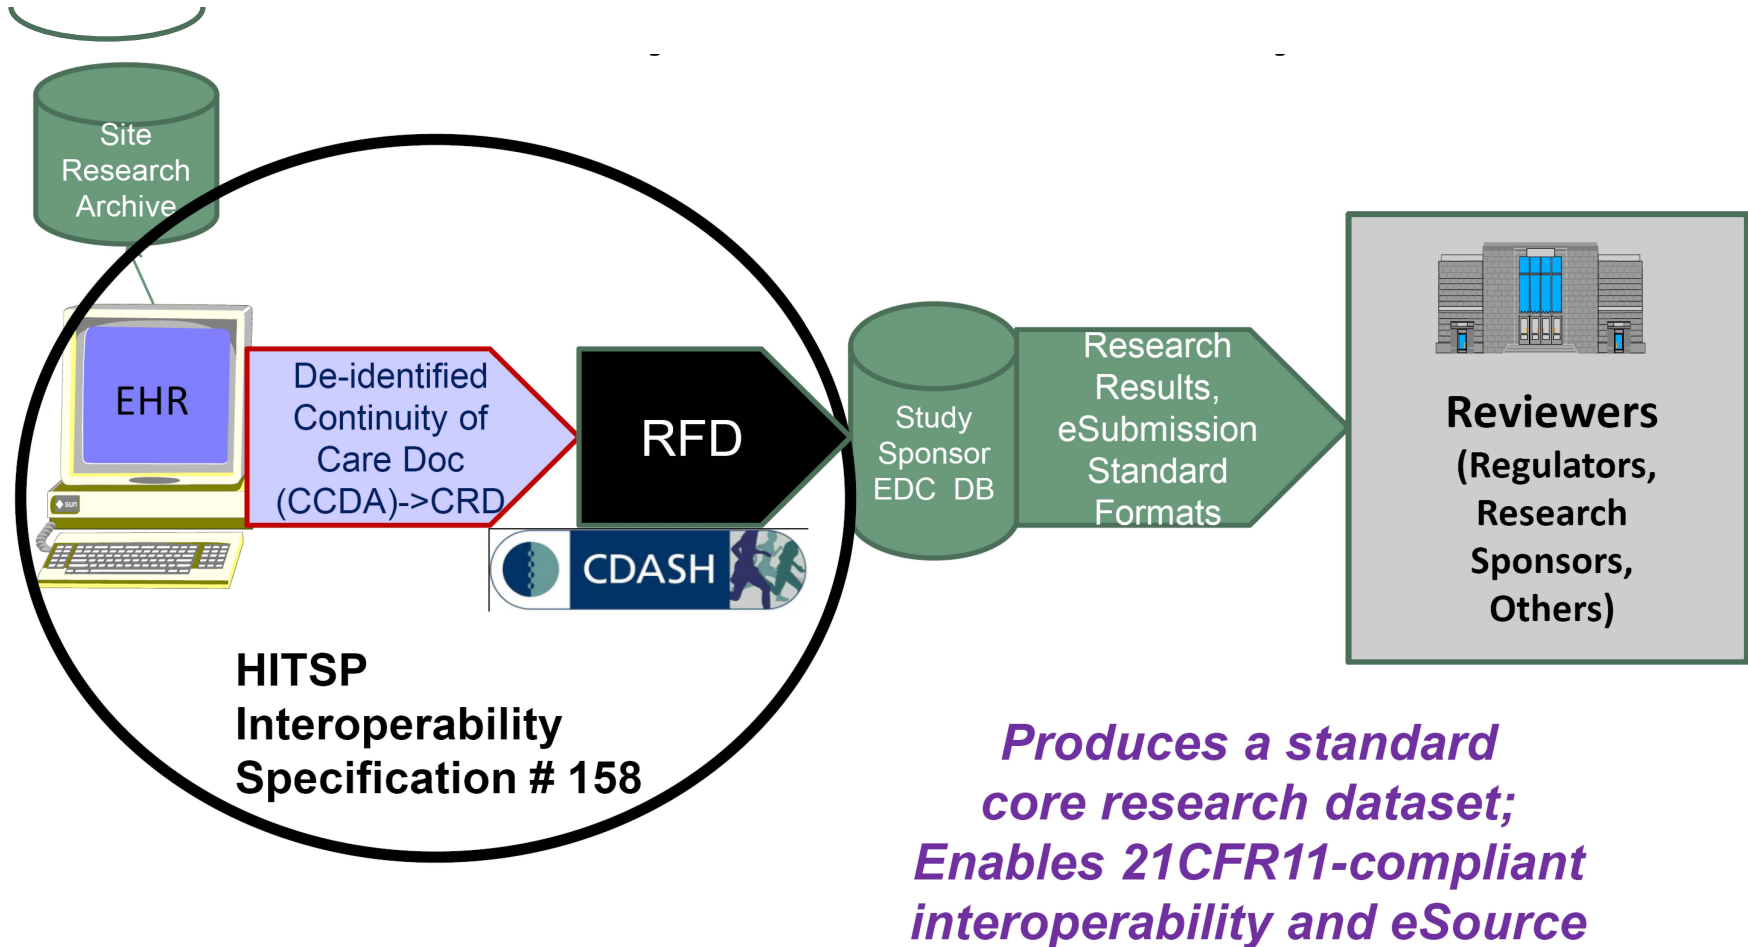 Site
Research
Archive
EHR
sun
De-identified
Continuity of
Care Doc
(CCDA)->CRD
RFD
CDASH
Study
Sponsor
EDC DB
Research
Results,
eSubmission
Standard
Formats
Reviewers
(Regulators,
Research
Sponsors,
Others)
HITSP
Interoperability
Specification # 158
Produces a standard
core research dataset;
Enables 21CFR11-compliant
interoperability and eSource